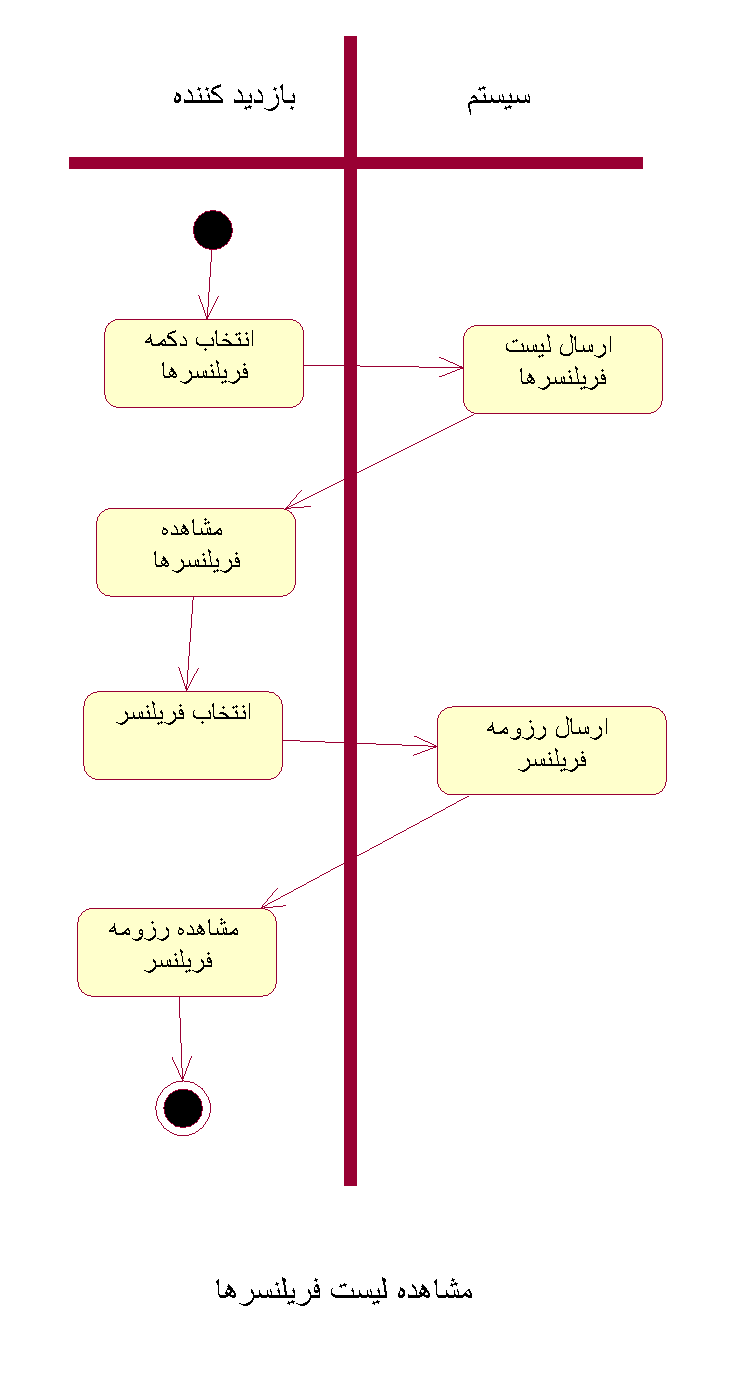 بازدید کننده
سیستم
انتخاب دکمه
فریلنسرها
ارسال لیست
فریلنسرها
مشاهده
فریلنسرها
انتخاب فریلنسر
ارسال رزومه
فریلنسر
مشاهده رزومه
فریلنسر
مشاهده لیست فریلنسرها